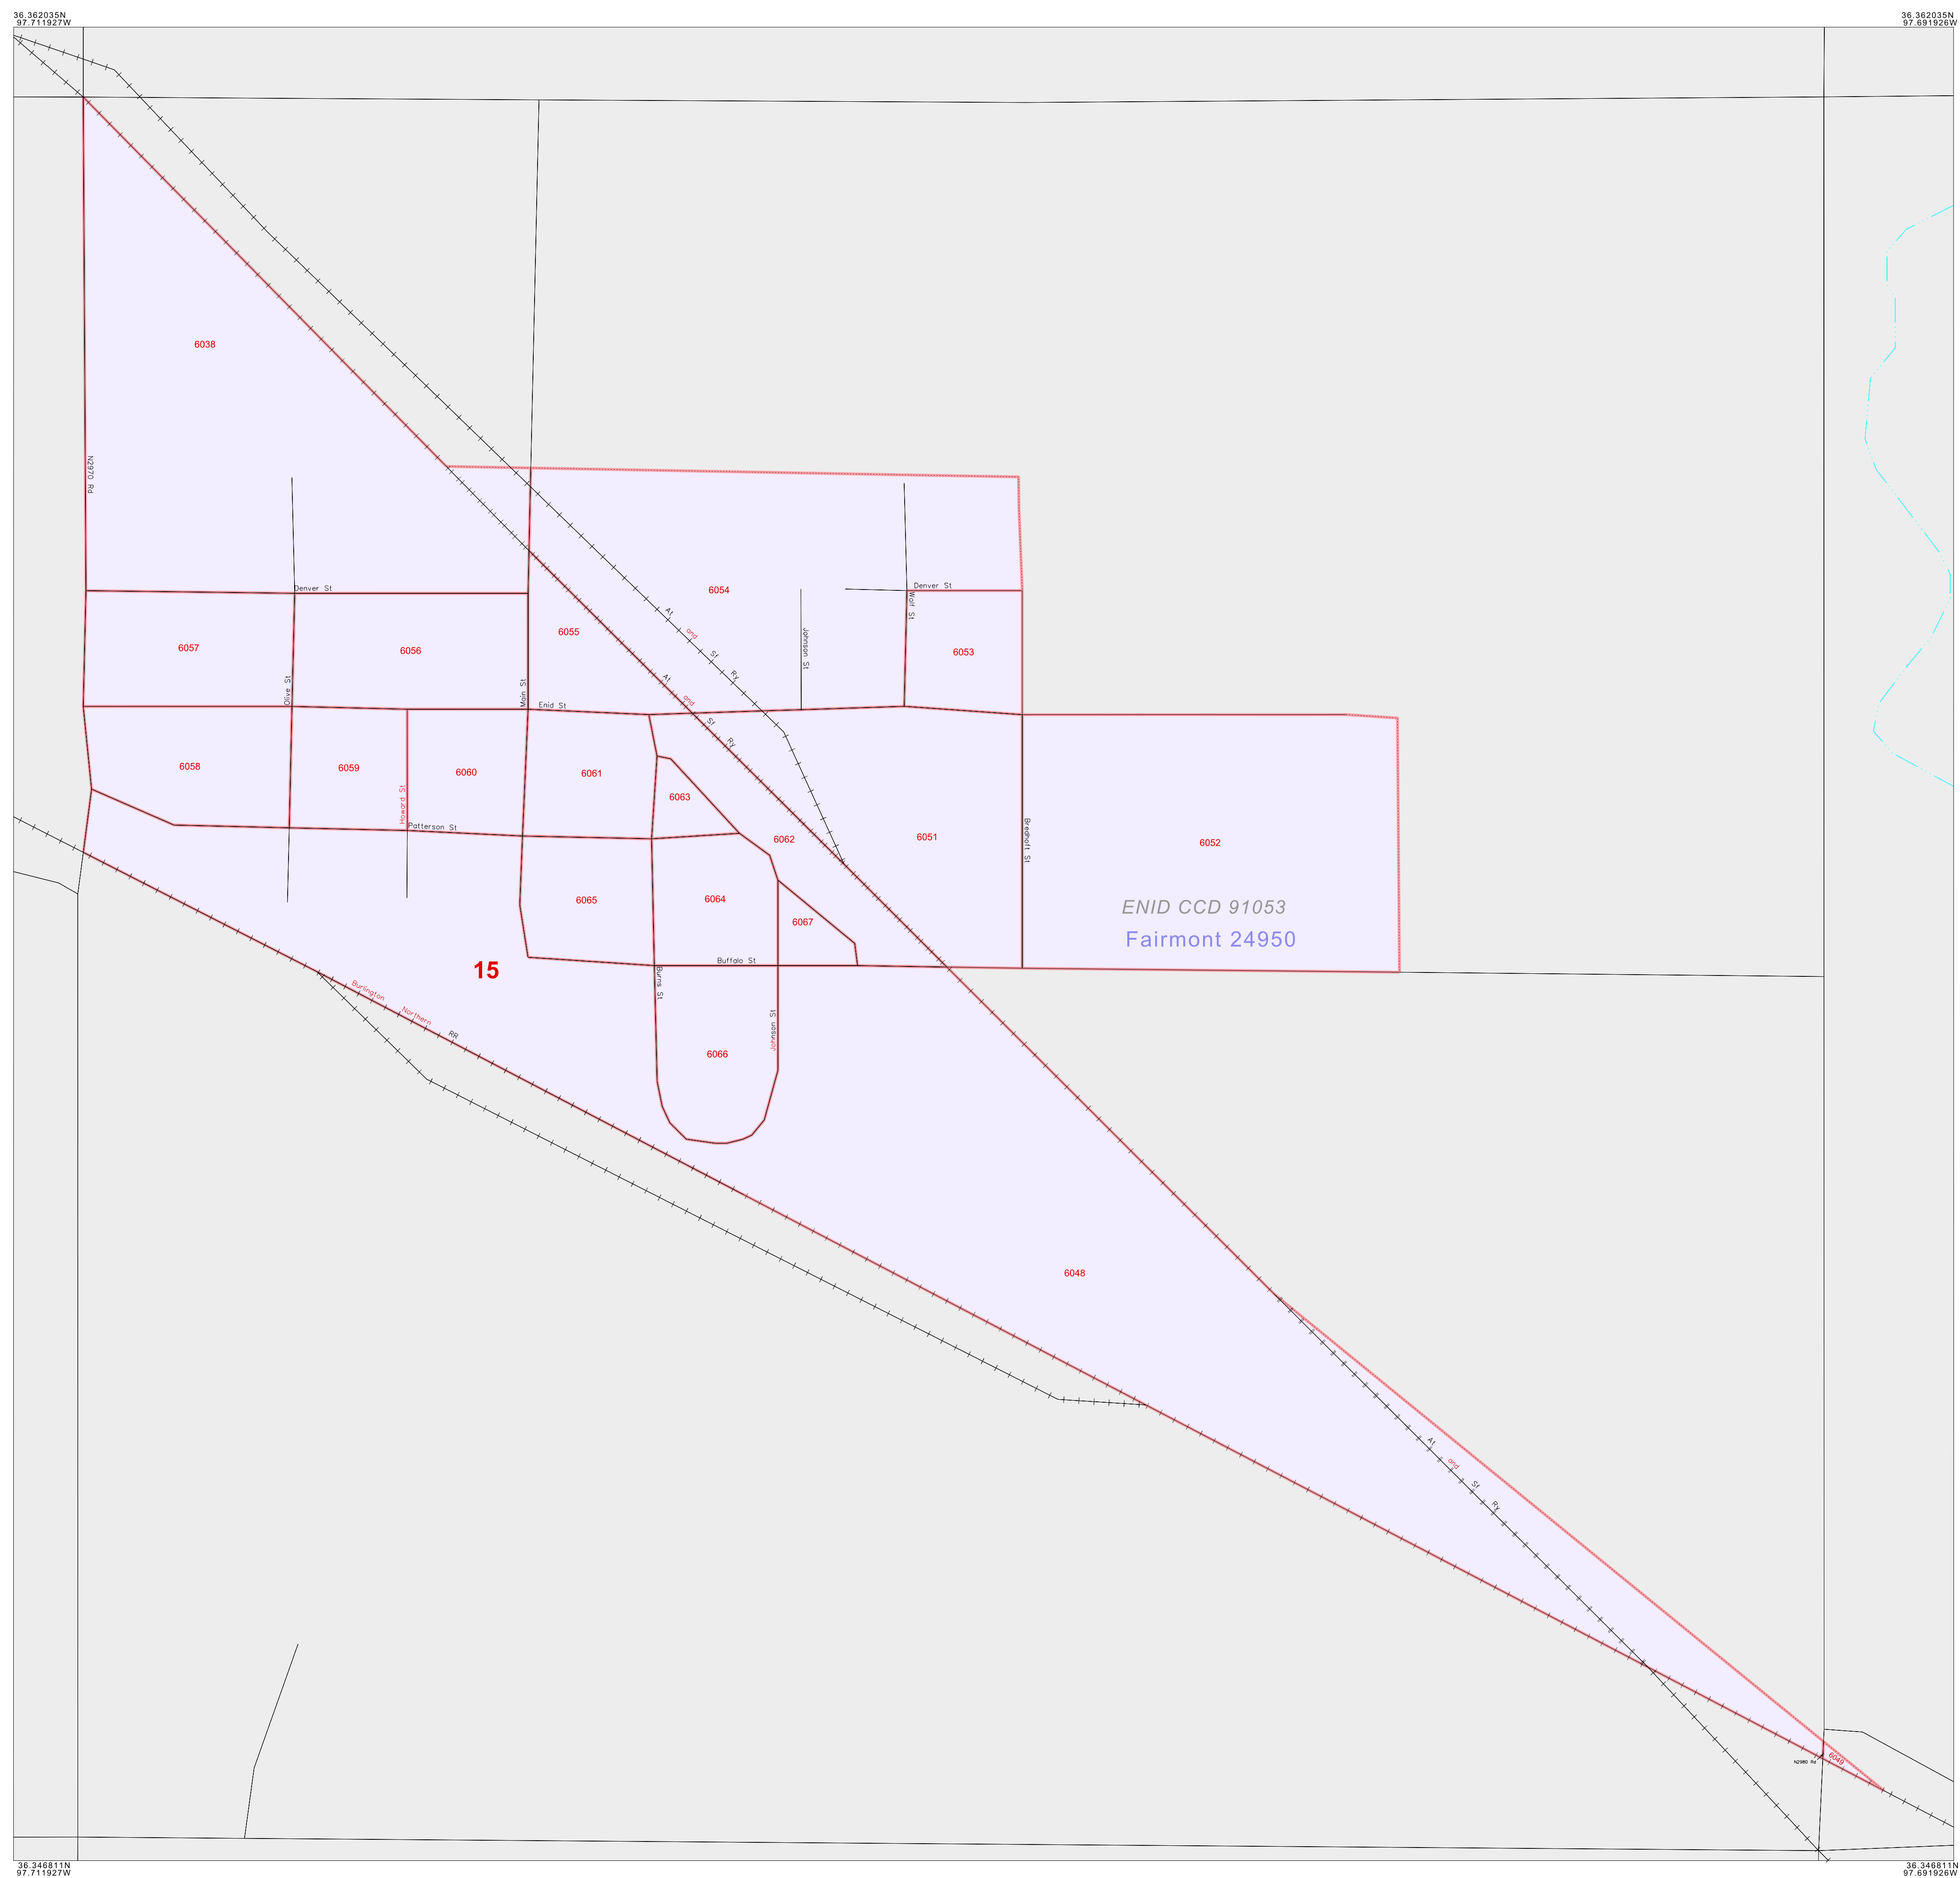 36.362035N
97.711927W
36.362035N
97.691926W
6038
N2970 Rd
Denver St
6054
Denver St
Wolf St
6055
At and Sf Ry
Johnson St
6053
6057
6056
Olive St
Main St
Enid St
At and Sf Ry
6058
6059
6060
6061
6063
Howard St
Patterson St
6062
6051
Bredhoft St
6052
6065
6064
6067
ENID CCD 91053
Fairmont 24950
15
Buffalo St
Burns St
Burlington Northern RR
Johnson St
6066
6048
At and Sf Ry
N2980 Rd
6049
36.346811N
97.711927W
36.346811N
97.691926W